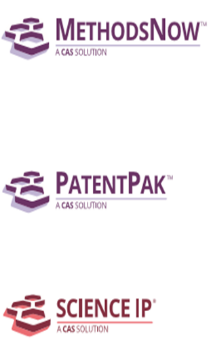 METHODSNOW™
A CAS SOLUTION
PATENTPAK™
A CAS SOLUTION
SCIENCE IP®
A CAS SOLUTION